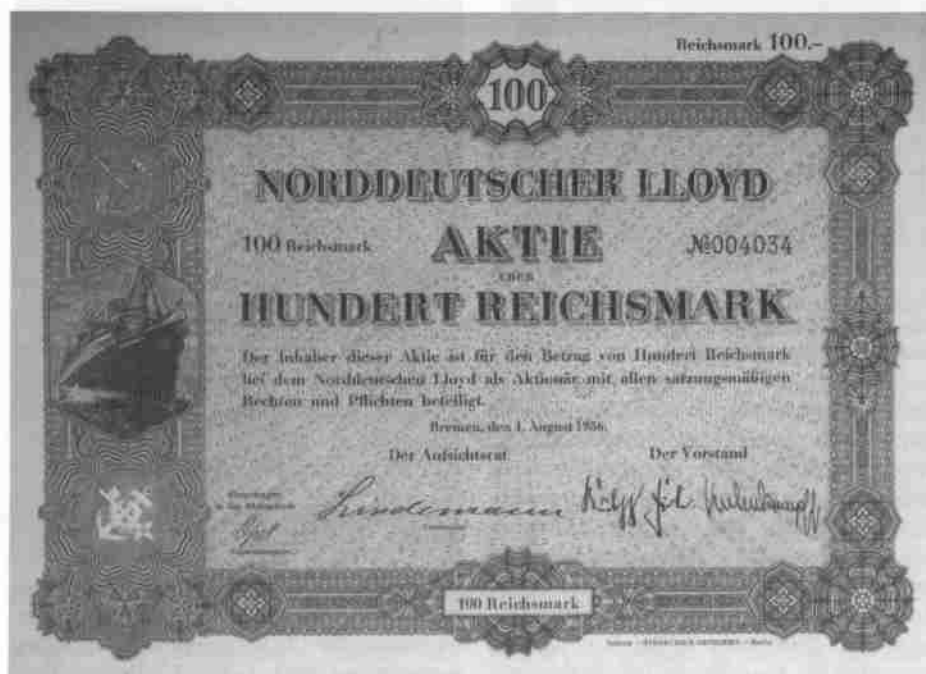 Reichsmark 100.–
100
NORDDEUTSCHER LLOYD
100 Reichsmark AKTIE №004034
ÜBER
HUNDERT REICHSMARK
Der Inhaber dieser Aktie ist für den Betrag von Hundert Reichsmark
bei dem Norddeutschen Lloyd als Aktionär mit allen satzungsmäßigen
Rechten und Pflichten beteiligt.
Bremen, den 1. August 1936.
Der Aufsichtsrat Der Vorstand
Lindemann
100 Reichsmark